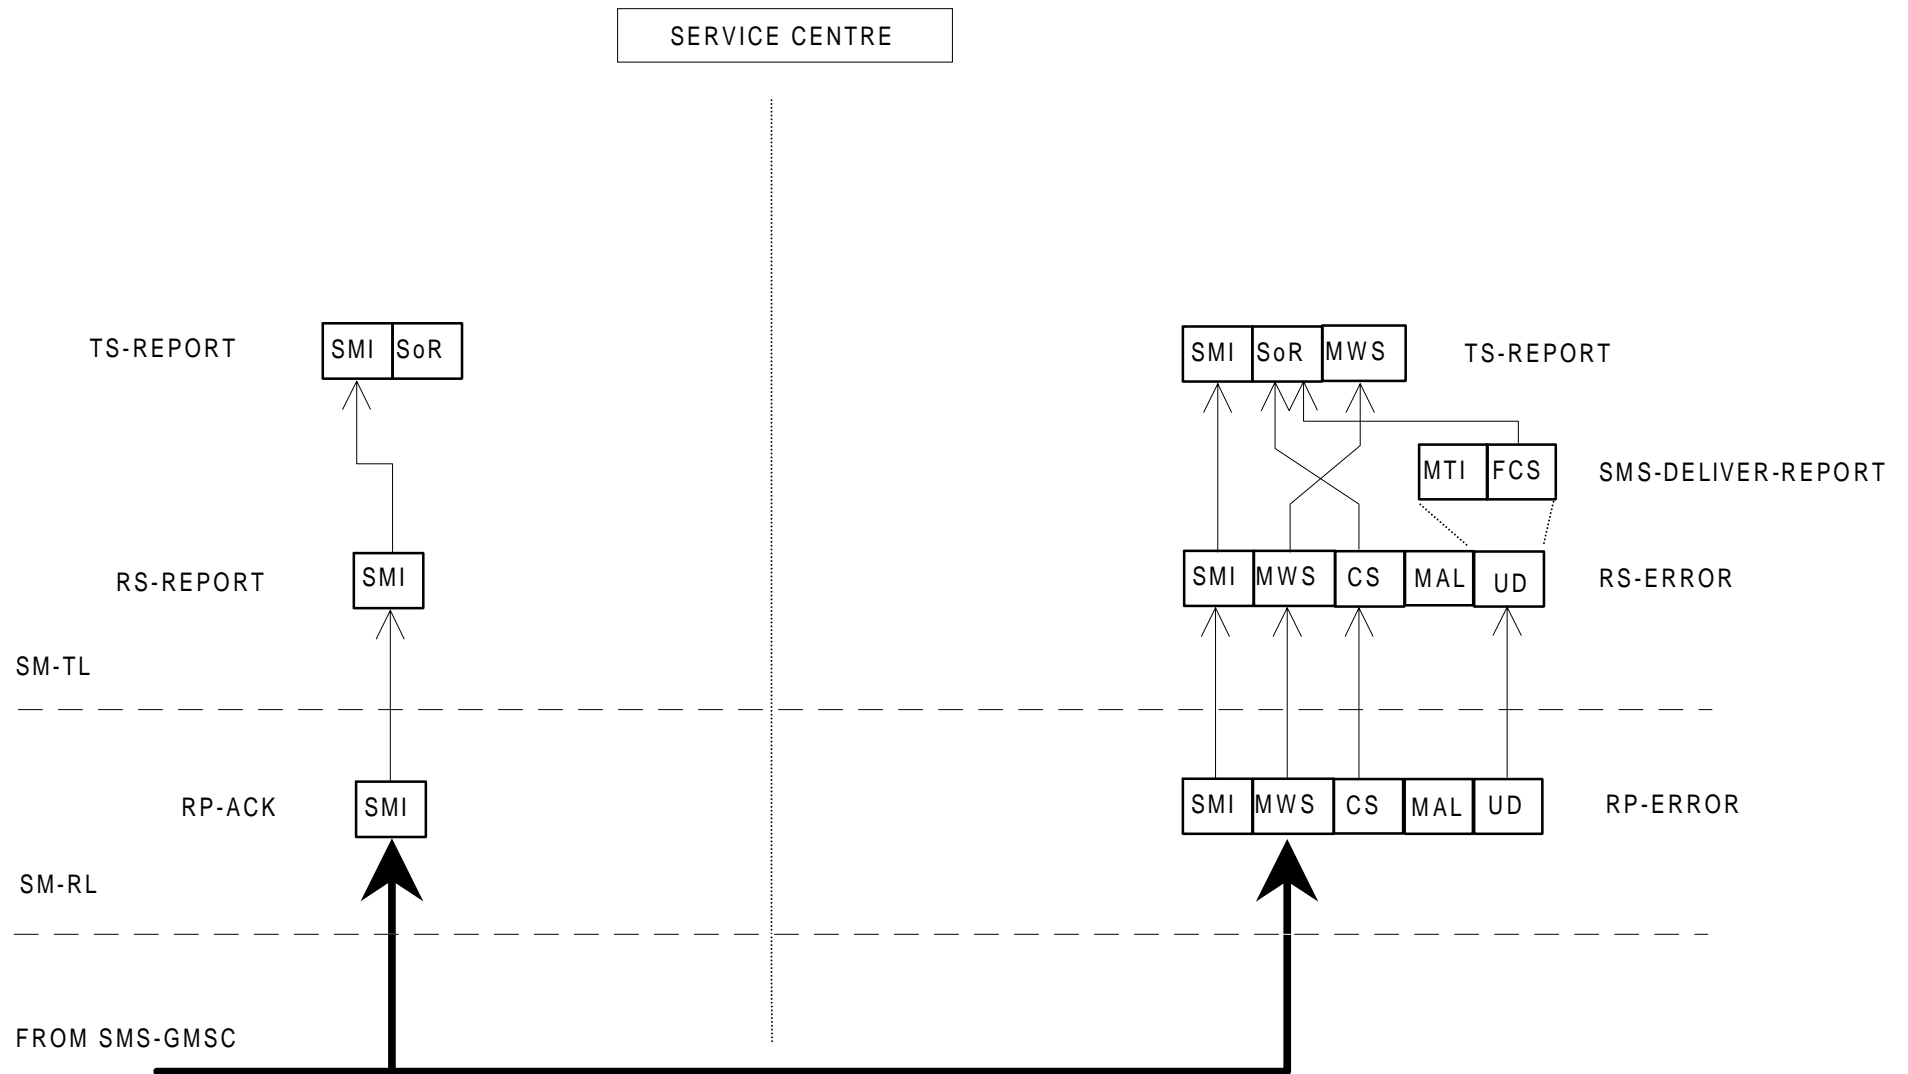 SERVICE CENTRE
TS-REPORT SMI SoR SMI SoR MWS TS-REPORT
MTI FCS SMS-DELIVER-REPORT
RS-REPORT SMI SMI MWS CS MAL UD RS-ERROR
SM-TL
RP-ACK SMI SMI MWS CS MAL UD RP-ERROR
SM-RL
FROM SMS-GMSC